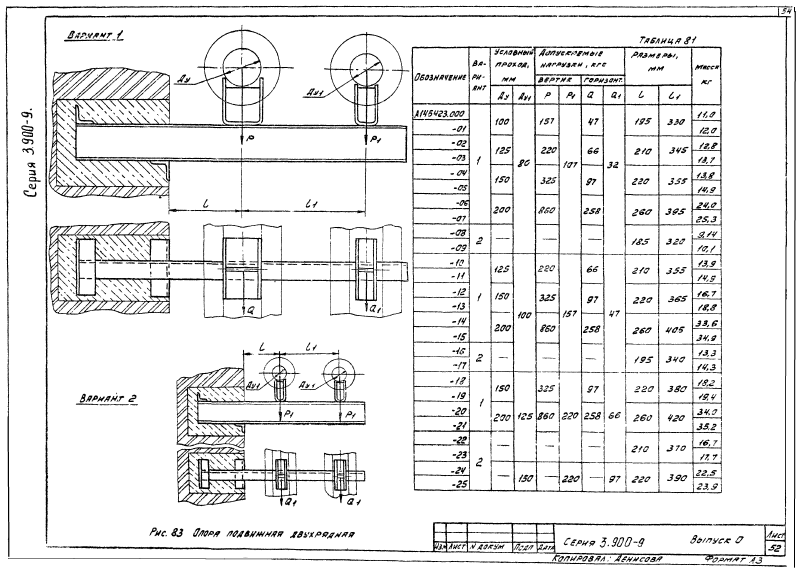 54
Серия 3.900-9.
Вариант 1
Ду
Ду1
P
P1
l
l1
Q
Q1
Вариант 2
l
l1
Ду1
Ду1
P1
P1
Q1
Q1
Рис. 83 Опора подвижная двухрядная
Таблица 81
Обозначение | Вариант | Условный проход, мм | Допускаемые нагрузки, кгс | Размеры, мм | Масса кг
вертик | горизонт.
Ду | Ду1 | P | P1 | Q | Q1 | l | l1
А14Б423.000 | 1 | 100 | 80 | 157 | 107 | 47 | 32 | 195 | 330 | 11,0
-01 | 12,0
-02 | 125 | 220 | 66 | 210 | 345 | 12,8
-03 | 13,7
-04 | 150 | 325 | 97 | 220 | 355 | 13,8
-05 | 14,9
-06 | 200 | 860 | 258 | 260 | 395 | 24,0
-07 | 25,3
-08 | 2 | — | — | — | 185 | 320 | 9,14
-09 | 10,1
-10 | 1 | 125 | 100 | 220 | 157 | 66 | 47 | 210 | 355 | 13,9
-11 | 14,9
-12 | 150 | 325 | 97 | 220 | 365 | 16,7
-13 | 18,8
-14 | 200 | 860 | 258 | 260 | 405 | 33,6
-15 | 34,9
-16 | 2 | — | — | — | 195 | 340 | 13,3
-17 | 14,3
-18 | 1 | 150 | 125 | 325 | 220 | 97 | 66 | 220 | 380 | 18,2
-19 | 19,4
-20 | 200 | 860 | 258 | 260 | 420 | 34,0
-21 | 35,2
-22 | 2 | — | — | — | 210 | 370 | 16,7
-23 | 17,7
-24 | — | 150 | — | 220 | — | 97 | 220 | 390 | 22,5
-25 | 23,9
Изм Лист N докум Подп Дата
Серия 3.900-9 Выпуск 0
Лист
52
Копировал: Денисова Формат А3